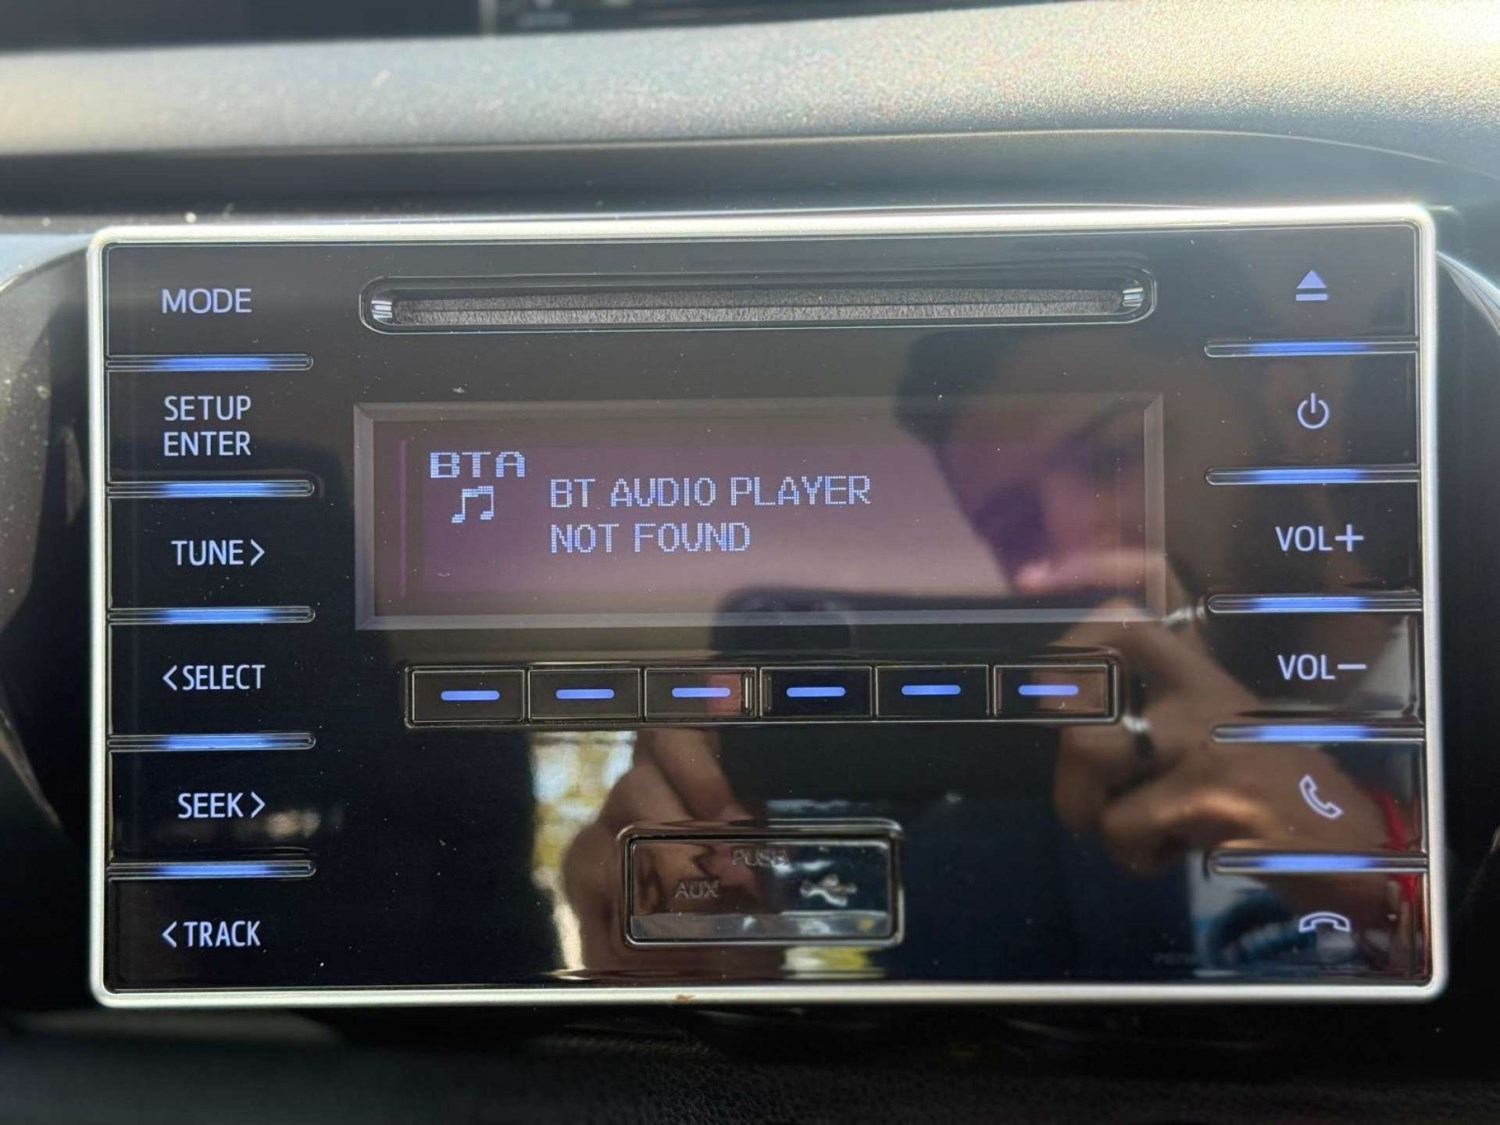 MODE
SETUP
ENTER
TUNE>
<SELECT
SEEK>
<TRACK
BTA
BT AUDIO PLAYER
NOT FOUND
PUSH
AUX
VOL+
VOL-